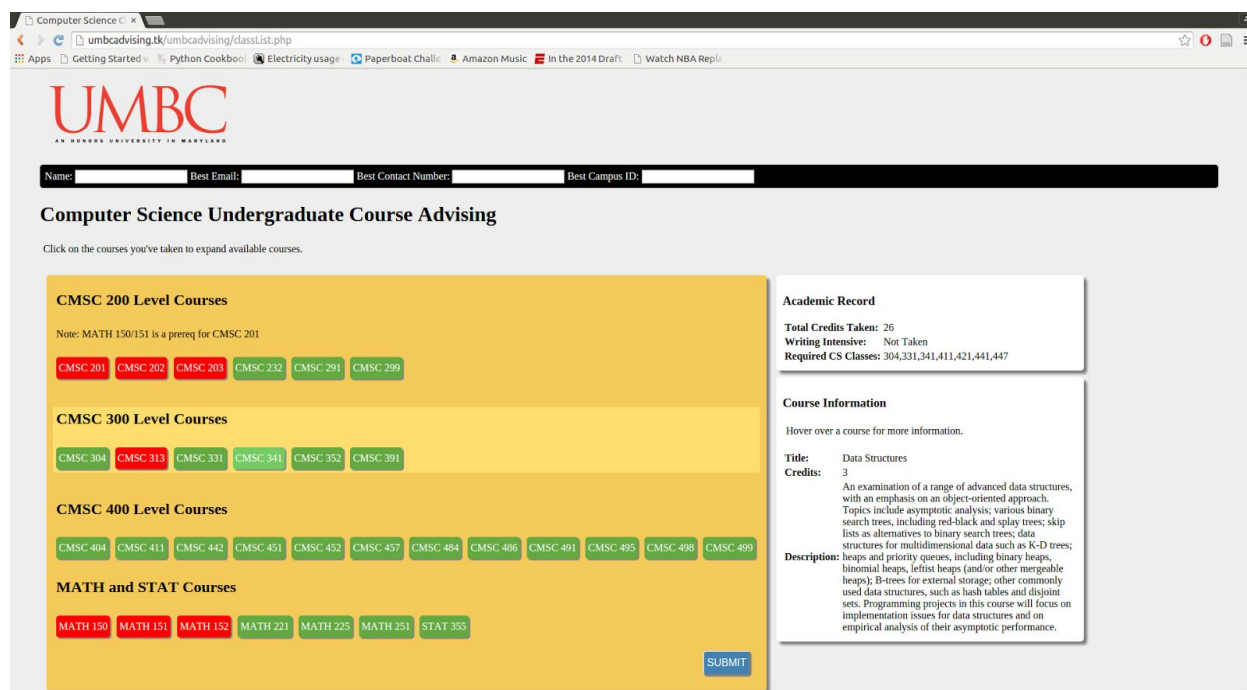 Computer Science C
umbcadvising.tk/umbcadvising/classList.php
Apps Getting Started Python Cookboo Electricity usage Paperboat Challe Amazon Music In the 2014 Draft Watch NBA Repla
UMBC
AN HONORS UNIVERSITY IN MARYLAND
Name: Best Email: Best Contact Number: Best Campus ID:
Computer Science Undergraduate Course Advising
Click on the courses you've taken to expand available courses.
CMSC 200 Level Courses
Note: MATH 150/151 is a prereq for CMSC 201
CMSC 201 CMSC 202 CMSC 203 CMSC 232 CMSC 291 CMSC 299
CMSC 300 Level Courses
CMSC 304 CMSC 313 CMSC 331 CMSC 341 CMSC 352 CMSC 391
CMSC 400 Level Courses
CMSC 404 CMSC 411 CMSC 442 CMSC 451 CMSC 452 CMSC 457 CMSC 484 CMSC 486 CMSC 491 CMSC 495 CMSC 498 CMSC 499
MATH and STAT Courses
MATH 150 MATH 151 MATH 152 MATH 221 MATH 225 MATH 251 STAT 355
SUBMIT
Academic Record
Total Credits Taken: 26
Writing Intensive: Not Taken
Required CS Classes: 304,331,341,411,421,441,447
Course Information
Hover over a course for more information.
Title: Data Structures
Credits: 3
An examination of a range of advanced data structures,
with an emphasis on an object-oriented approach.
Topics include asymptotic analysis; various binary
search trees, including red-black and splay trees; skip
lists as alternatives to binary search trees; data
structures for multidimensional data such as K-D trees;
Description: heaps and priority queues, including binary heaps,
binomial heaps, leftist heaps (and/or other mergeable
heaps); B-trees for external storage; other commonly
used data structures, such as hash tables and disjoint
sets. Programming projects in this course will focus on
implementation issues for data structures and on
empirical analysis of their asymptotic performance.